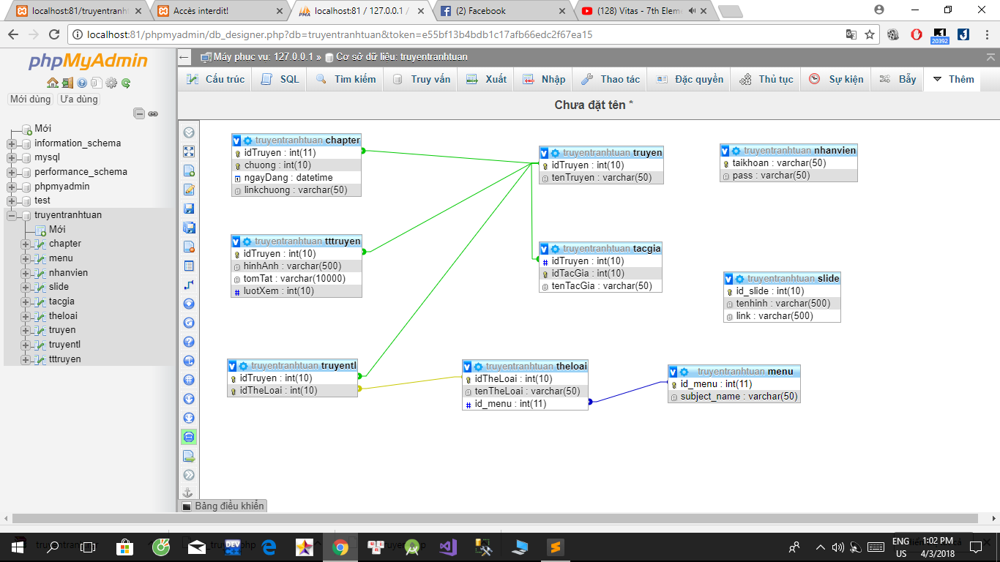 localhost:81/truyentranh
Accès interdit!
localhost:81 / 127.0.0.1 /
(2) Facebook
(128) Vitas - 7th Eleme
localhost:81/phpmyadmin/db_designer.php?db=truyentranhtuan&token=e55bf13b4bdb1c17afb66edc2f67ea15
20392
phpMyAdmin
Mới dùng
Ưa dùng
Mới
information_schema
mysql
performance_schema
phpmyadmin
test
truyentranhtuan
Mới
chapter
menu
nhanvien
slide
tacgia
theloai
truyen
truyentl
tttruyen
Máy phục vụ: 127.0.0.1 » Cơ sở dữ liệu: truyentranhtuan
Cấu trúc
SQL
Tìm kiếm
Truy vấn
Xuất
Nhập
Thao tác
Đặc quyền
Thủ tục
Sự kiện
Bẫy
Thêm
Chưa đặt tên *
truyentranhtuan chapter
idTruyen : int(11)
chuong : int(10)
ngayDang : datetime
linkchuong : varchar(50)
truyentranhtuan truyen
idTruyen : int(10)
tenTruyen : varchar(50)
truyentranhtuan nhanvien
taikhoan : varchar(50)
pass : varchar(50)
truyentranhtuan tttruyen
idTruyen : int(10)
hinhAnh : varchar(500)
tomTat : varchar(10000)
luotXem : int(10)
truyentranhtuan tacgia
idTruyen : int(10)
idTacGia : int(10)
tenTacGia : varchar(50)
truyentranhtuan slide
id_slide : int(10)
tenhinh : varchar(500)
link : varchar(500)
truyentranhtuan truyentl
idTruyen : int(10)
idTheLoai : int(10)
truyentranhtuan theloai
idTheLoai : int(10)
tenTheLoai : varchar(50)
id_menu : int(11)
truyentranhtuan menu
id_menu : int(11)
subject_name : varchar(50)
Bảng điều khiển
DEV
C++
ENG
US
1:02 PM
4/3/2018